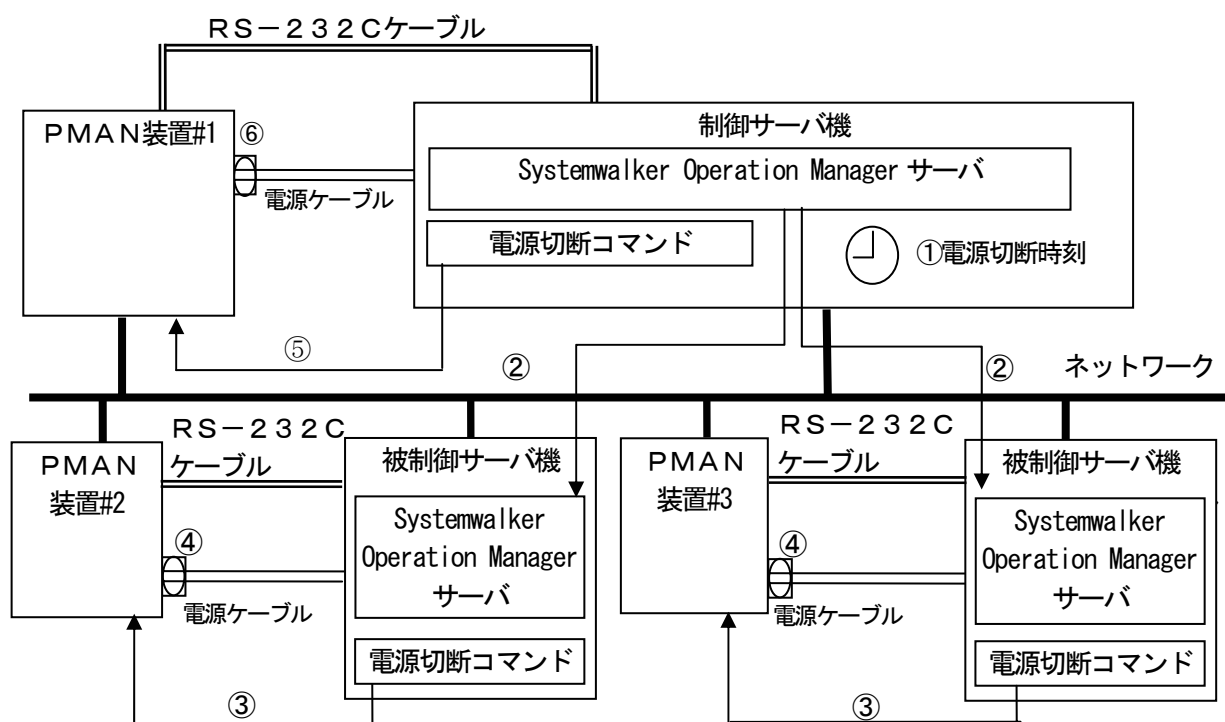 ＲＳ－２３２Ｃケーブル
ＰＭＡＮ装置#1
⑥
電源ケーブル
制御サーバ機
Systemwalker Operation Manager サーバ
電源切断コマンド
①電源切断時刻
⑤
②
②
ネットワーク
ＰＭＡＮ
装置#2
ＲＳ－２３２Ｃ
ケーブル
④
電源ケーブル
被制御サーバ機
Systemwalker
Operation Manager
サーバ
電源切断コマンド
③
ＰＭＡＮ
装置#3
ＲＳ－２３２Ｃ
ケーブル
④
電源ケーブル
被制御サーバ機
Systemwalker
Operation Manager
サーバ
電源切断コマンド
③